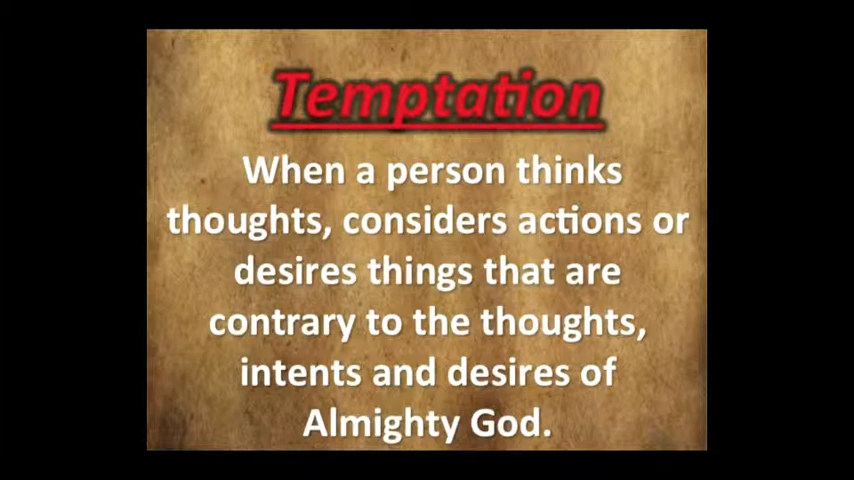 Temptation
When a person thinks
thoughts, considers actions or
desires things that are
contrary to the thoughts,
intents and desires of
Almighty God.